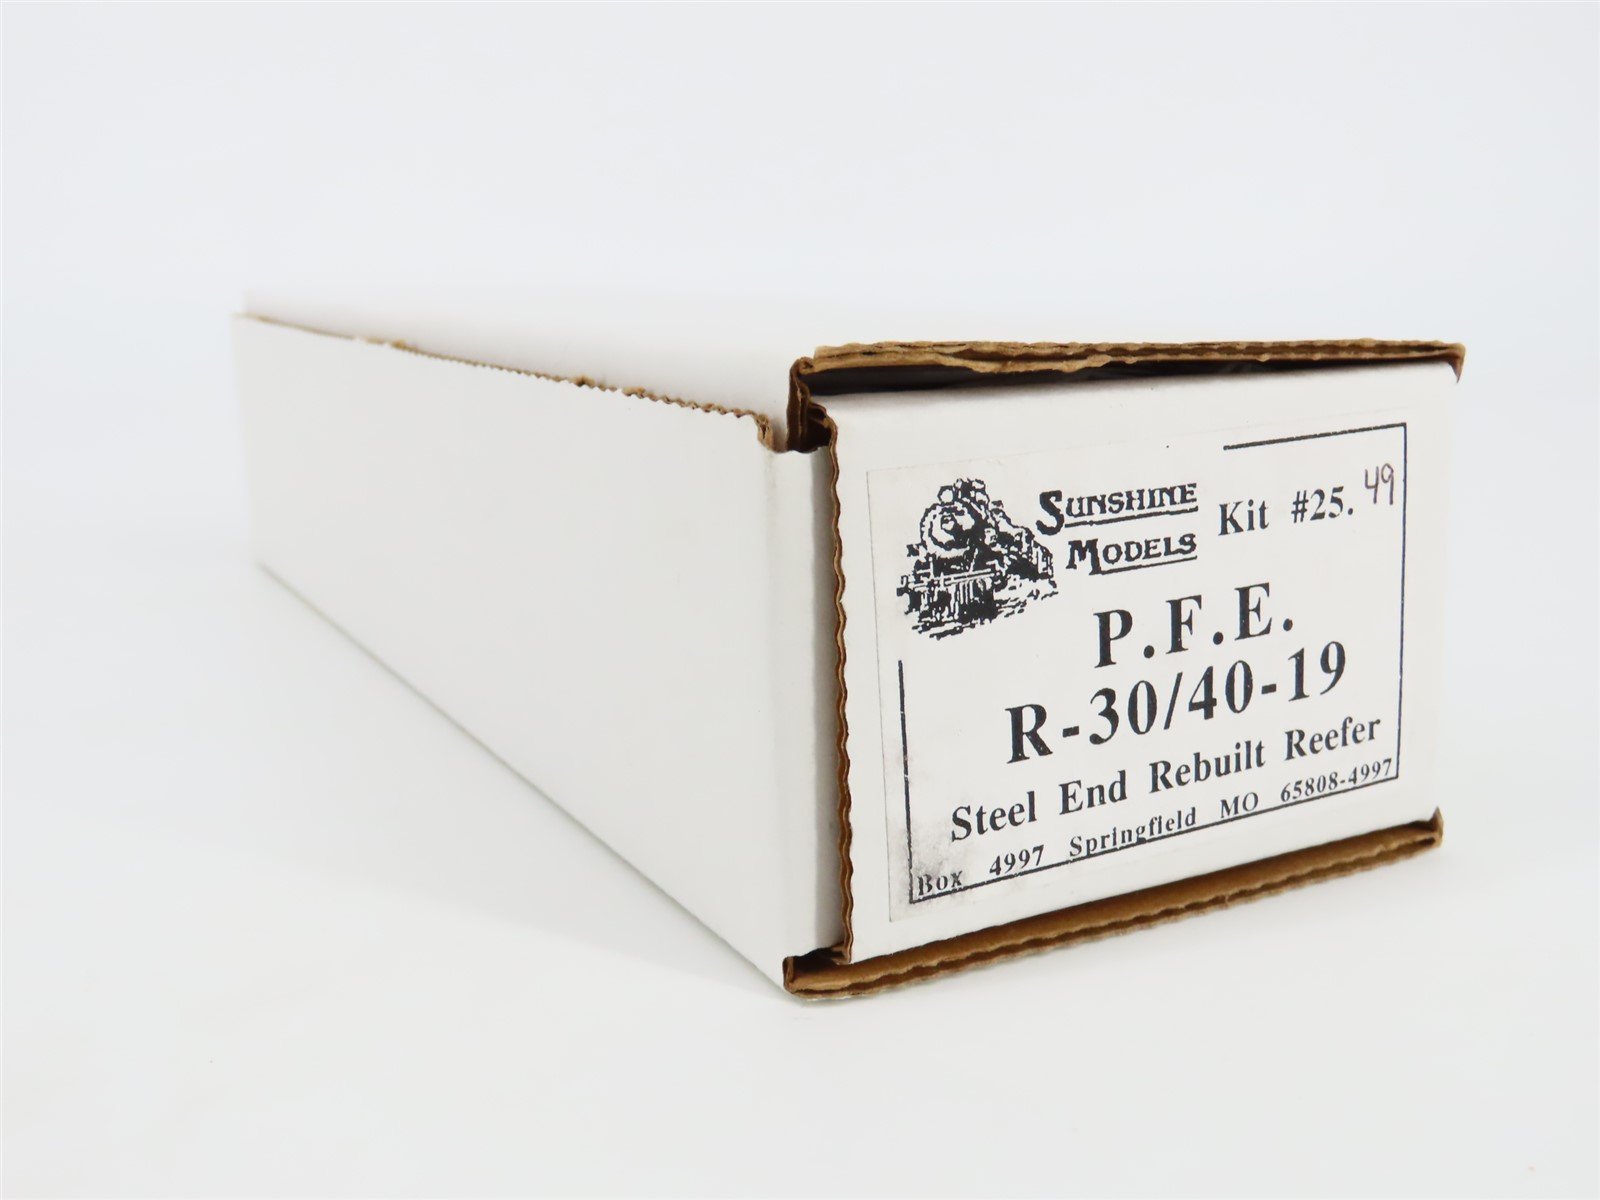 SUNSHINE
MODELS
Kit #25. 49
P.F.E.
R-30/40-19
Steel End Rebuilt Reefer
Box 4997 Springfield MO 65808-4997